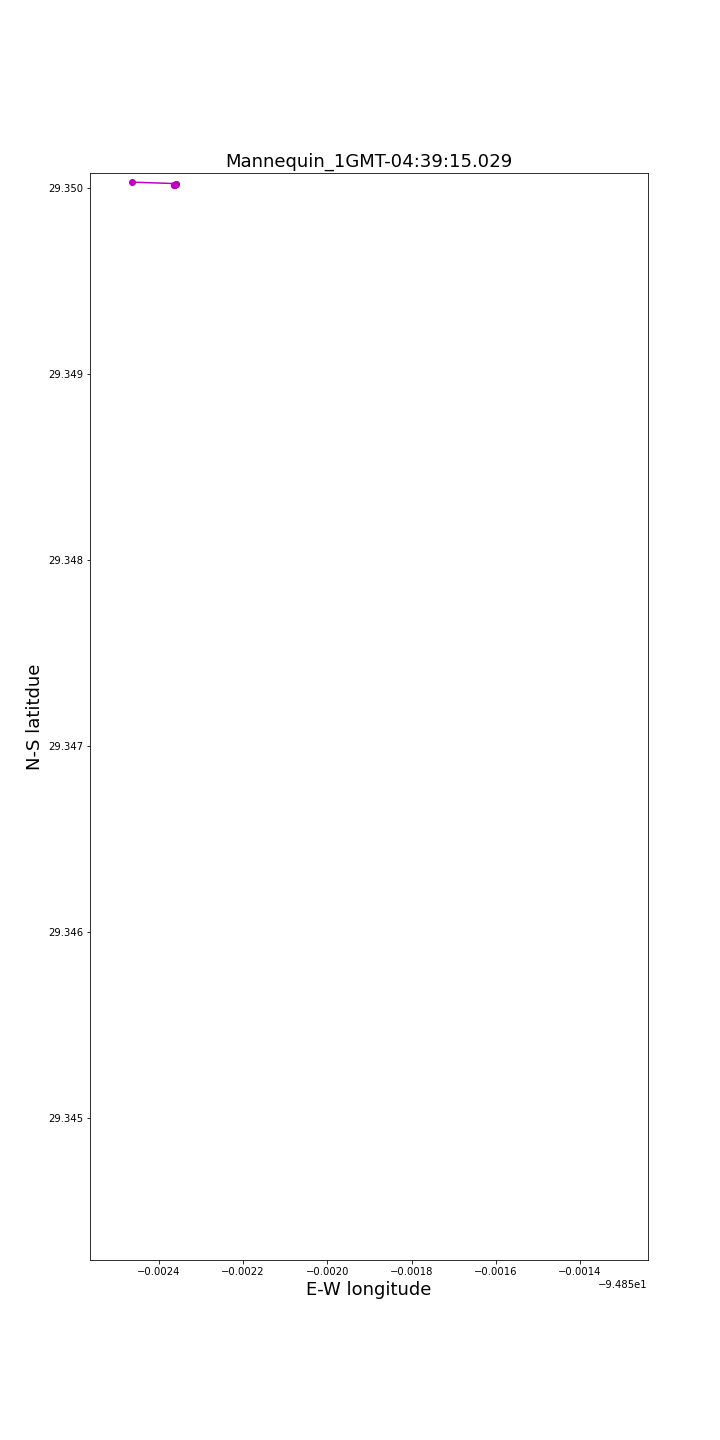 Mannequin_1GMT-04:39:15.029
29.350
29.349
29.348
29.347
29.346
29.345
N-S latitdue
−0.0024 −0.0022 −0.0020 −0.0018 −0.0016 −0.0014
−9.485e1
E-W longitude